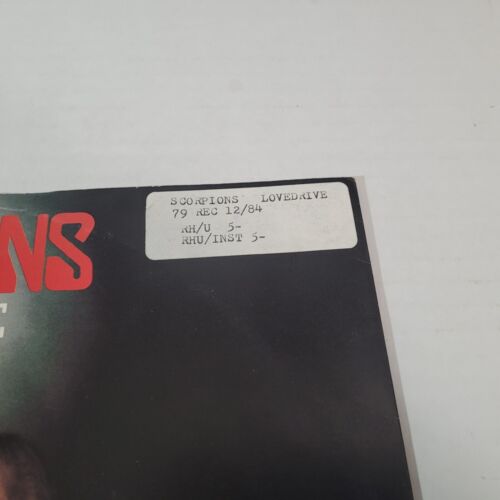 SCORPIONS LOVEDRIVE
79 REC 12/84
RH/U 5-
RHU/INST 5-
NS
E